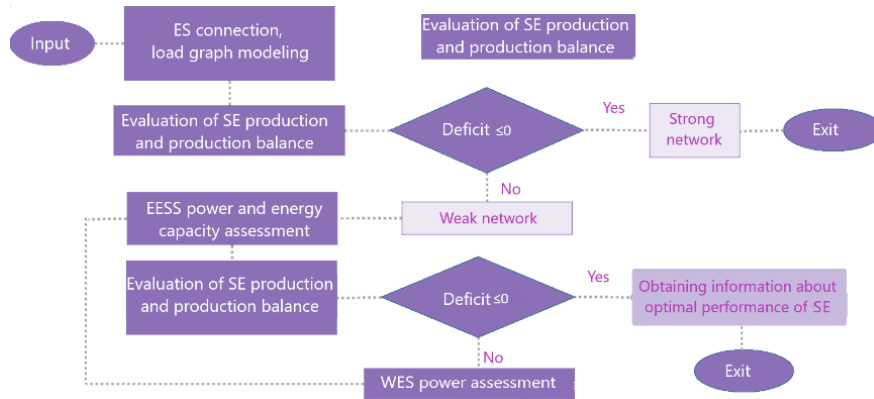 Input
ES connection,
load graph modeling
Evaluation of SE production
and production balance
Evaluation of SE production
and production balance
Deficit ≤0
Yes
Strong
network
Exit
No
Weak network
EESS power and energy
capacity assessment
Evaluation of SE production
and production balance
Deficit ≤0
Yes
Obtaining information about
optimal performance of SE
No
WES power assessment
Exit